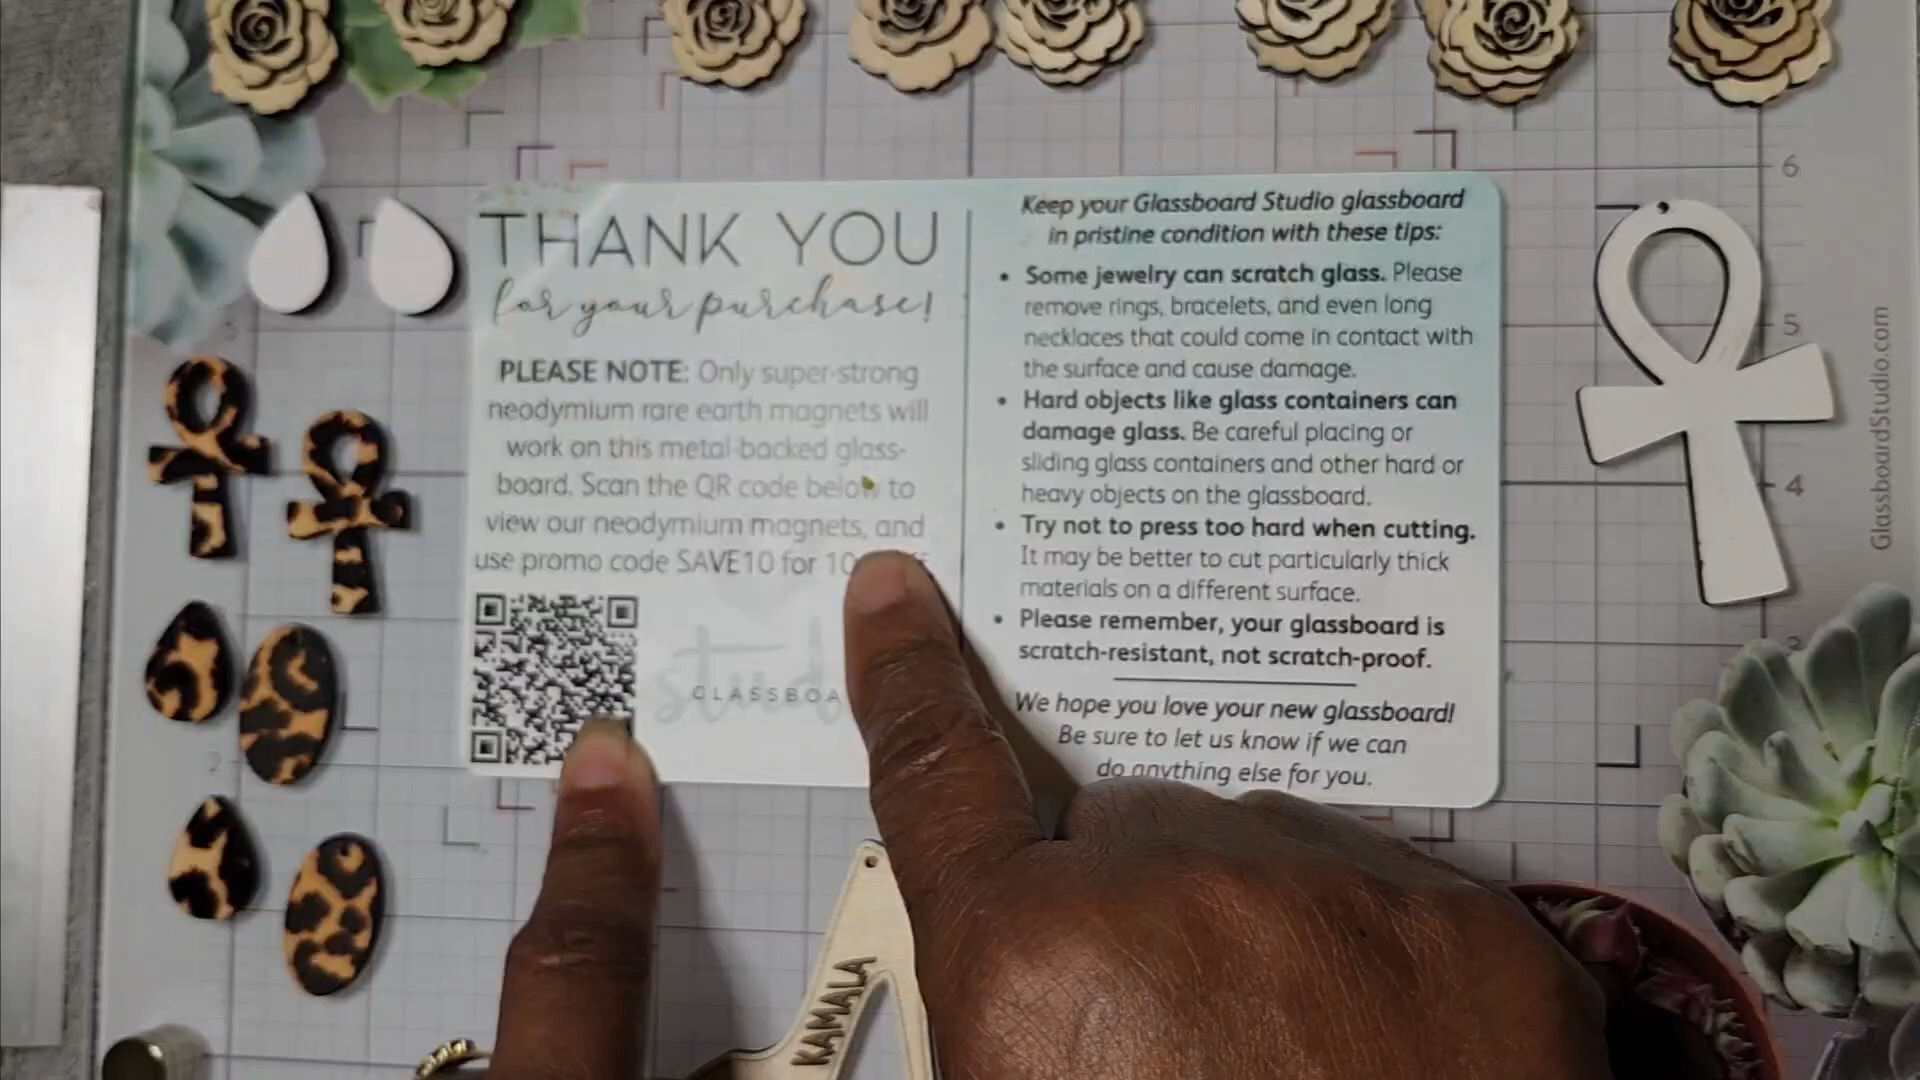 THANK YOU
for your purchase!
PLEASE NOTE: Only super-strong
neodymium rare earth magnets will
work on this metal-backed glass-
board. Scan the QR code below to
view our neodymium magnets, and
use promo code SAVE10 for 10
studi
GLASSBOA
Keep your Glassboard Studio glassboard
in pristine condition with these tips:
• Some jewelry can scratch glass. Please
remove rings, bracelets, and even long
necklaces that could come in contact with
the surface and cause damage.
• Hard objects like glass containers can
damage glass. Be careful placing or
sliding glass containers and other hard or
heavy objects on the glassboard.
• Try not to press too hard when cutting.
It may be better to cut particularly thick
materials on a different surface.
• Please remember, your glassboard is
scratch-resistant, not scratch-proof.
We hope you love your new glassboard!
Be sure to let us know if we can
do anything else for you.
6
5
4
GlassboardStudio.com
5
2
KAMALA